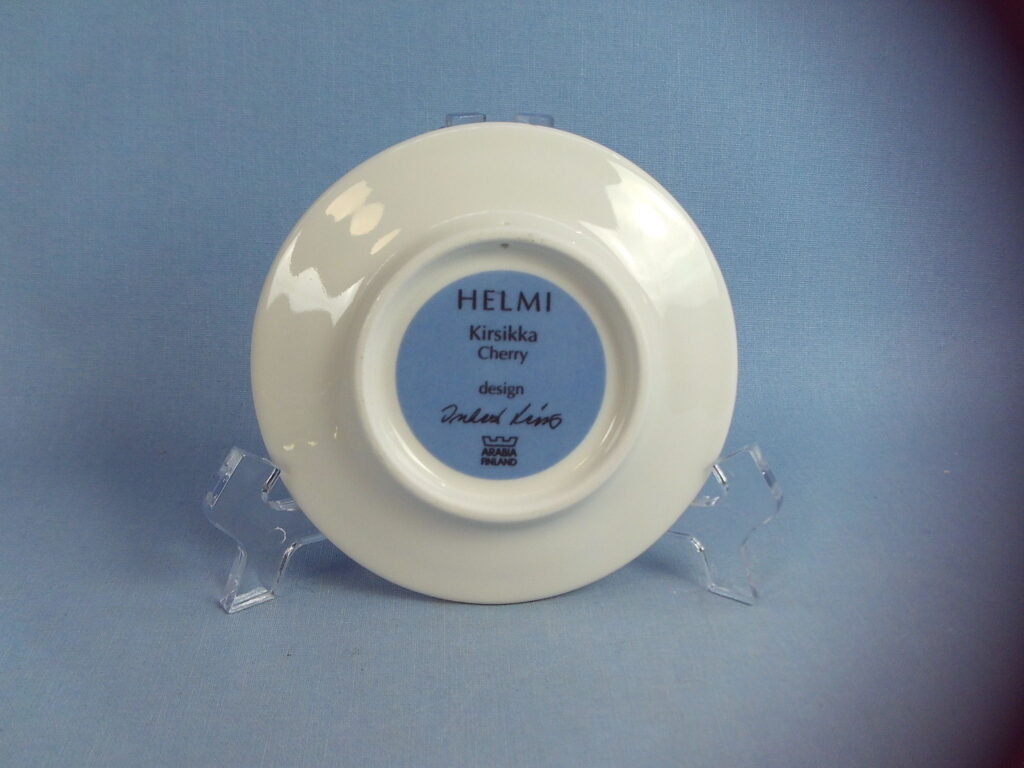 HELMI
Kirsikka
Cherry
design
ARABIA
FINLAND